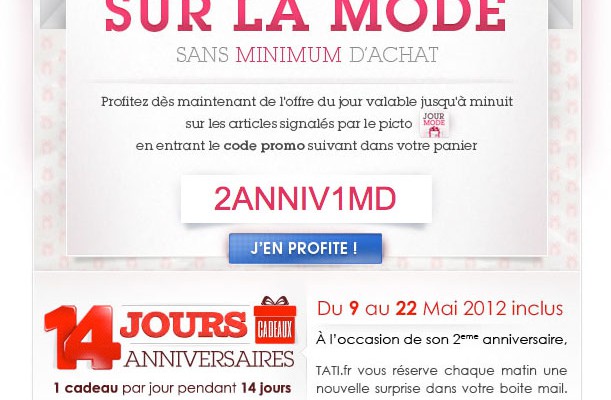 SUR LA MODE
SANS MINIMUM D'ACHAT
Profitez dès maintenant de l'offre du jour valable jusqu'à minuit
sur les articles signalés par le picto JOUR MODE
en entrant le code promo suivant dans votre panier
2ANNIV1MD
J'EN PROFITE !
14 JOURS CADEAUX
ANNIVERSAIRES
1 cadeau par jour pendant 14 jours
Du 9 au 22 Mai 2012 inclus
À l'occasion de son 2eme anniversaire,
TATI.fr vous réserve chaque matin une
nouvelle surprise dans votre boite mail.